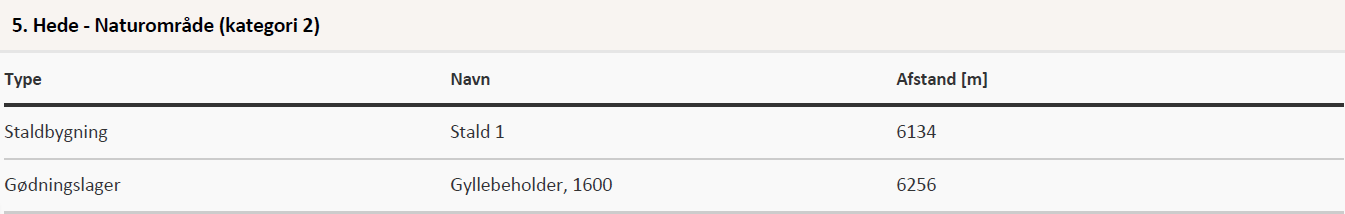 5. Hede - Naturområde (kategori 2)
Type Navn Afstand [m]
Staldbygning Stald 1 6134
Gødningslager Gyllebeholder, 1600 6256